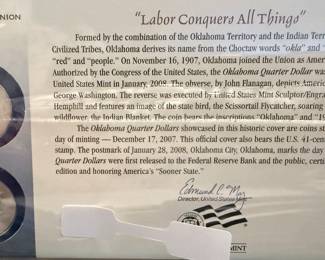 NION
"Labor Conquers All Things"
Formed by the combination of the Oklahoma Territory and the Indian Terr
Civilized Tribes, Oklahoma derives its name from the Choctaw words "okla" and "
"red" and "people." On November 16, 1907, Oklahoma joined the Union as Amer
Authorized by the Congress of the United States, the Oklahoma Quarter Dollar wa
United States Mint in January, 2008. The obverse, by John Flanagan, depicts Americ
George Washington. The reverse was executed by United States Mint Sculptor/Engra
Hemphill and features an image of the state bird, the Scissortail Flycatcher, soaring
wildflower, the Indian Blanket. The coin bears the inscriptions "Oklahoma" and "19
The Oklahoma Quarters Dollars showcased in this historic cover are coins st
day of minting — December 17, 2007. This official cover also bears the U.S. 41-cent
stamp. The postmark of January 28, 2008, Oklahoma City, Oklahoma, marks the day
Quarter Dollars were first released to the Federal Reserve Bank and the public, certi
edition and honoring America's "Sooner State."
Edmund C. Moy
Director, United States Mint
MINT